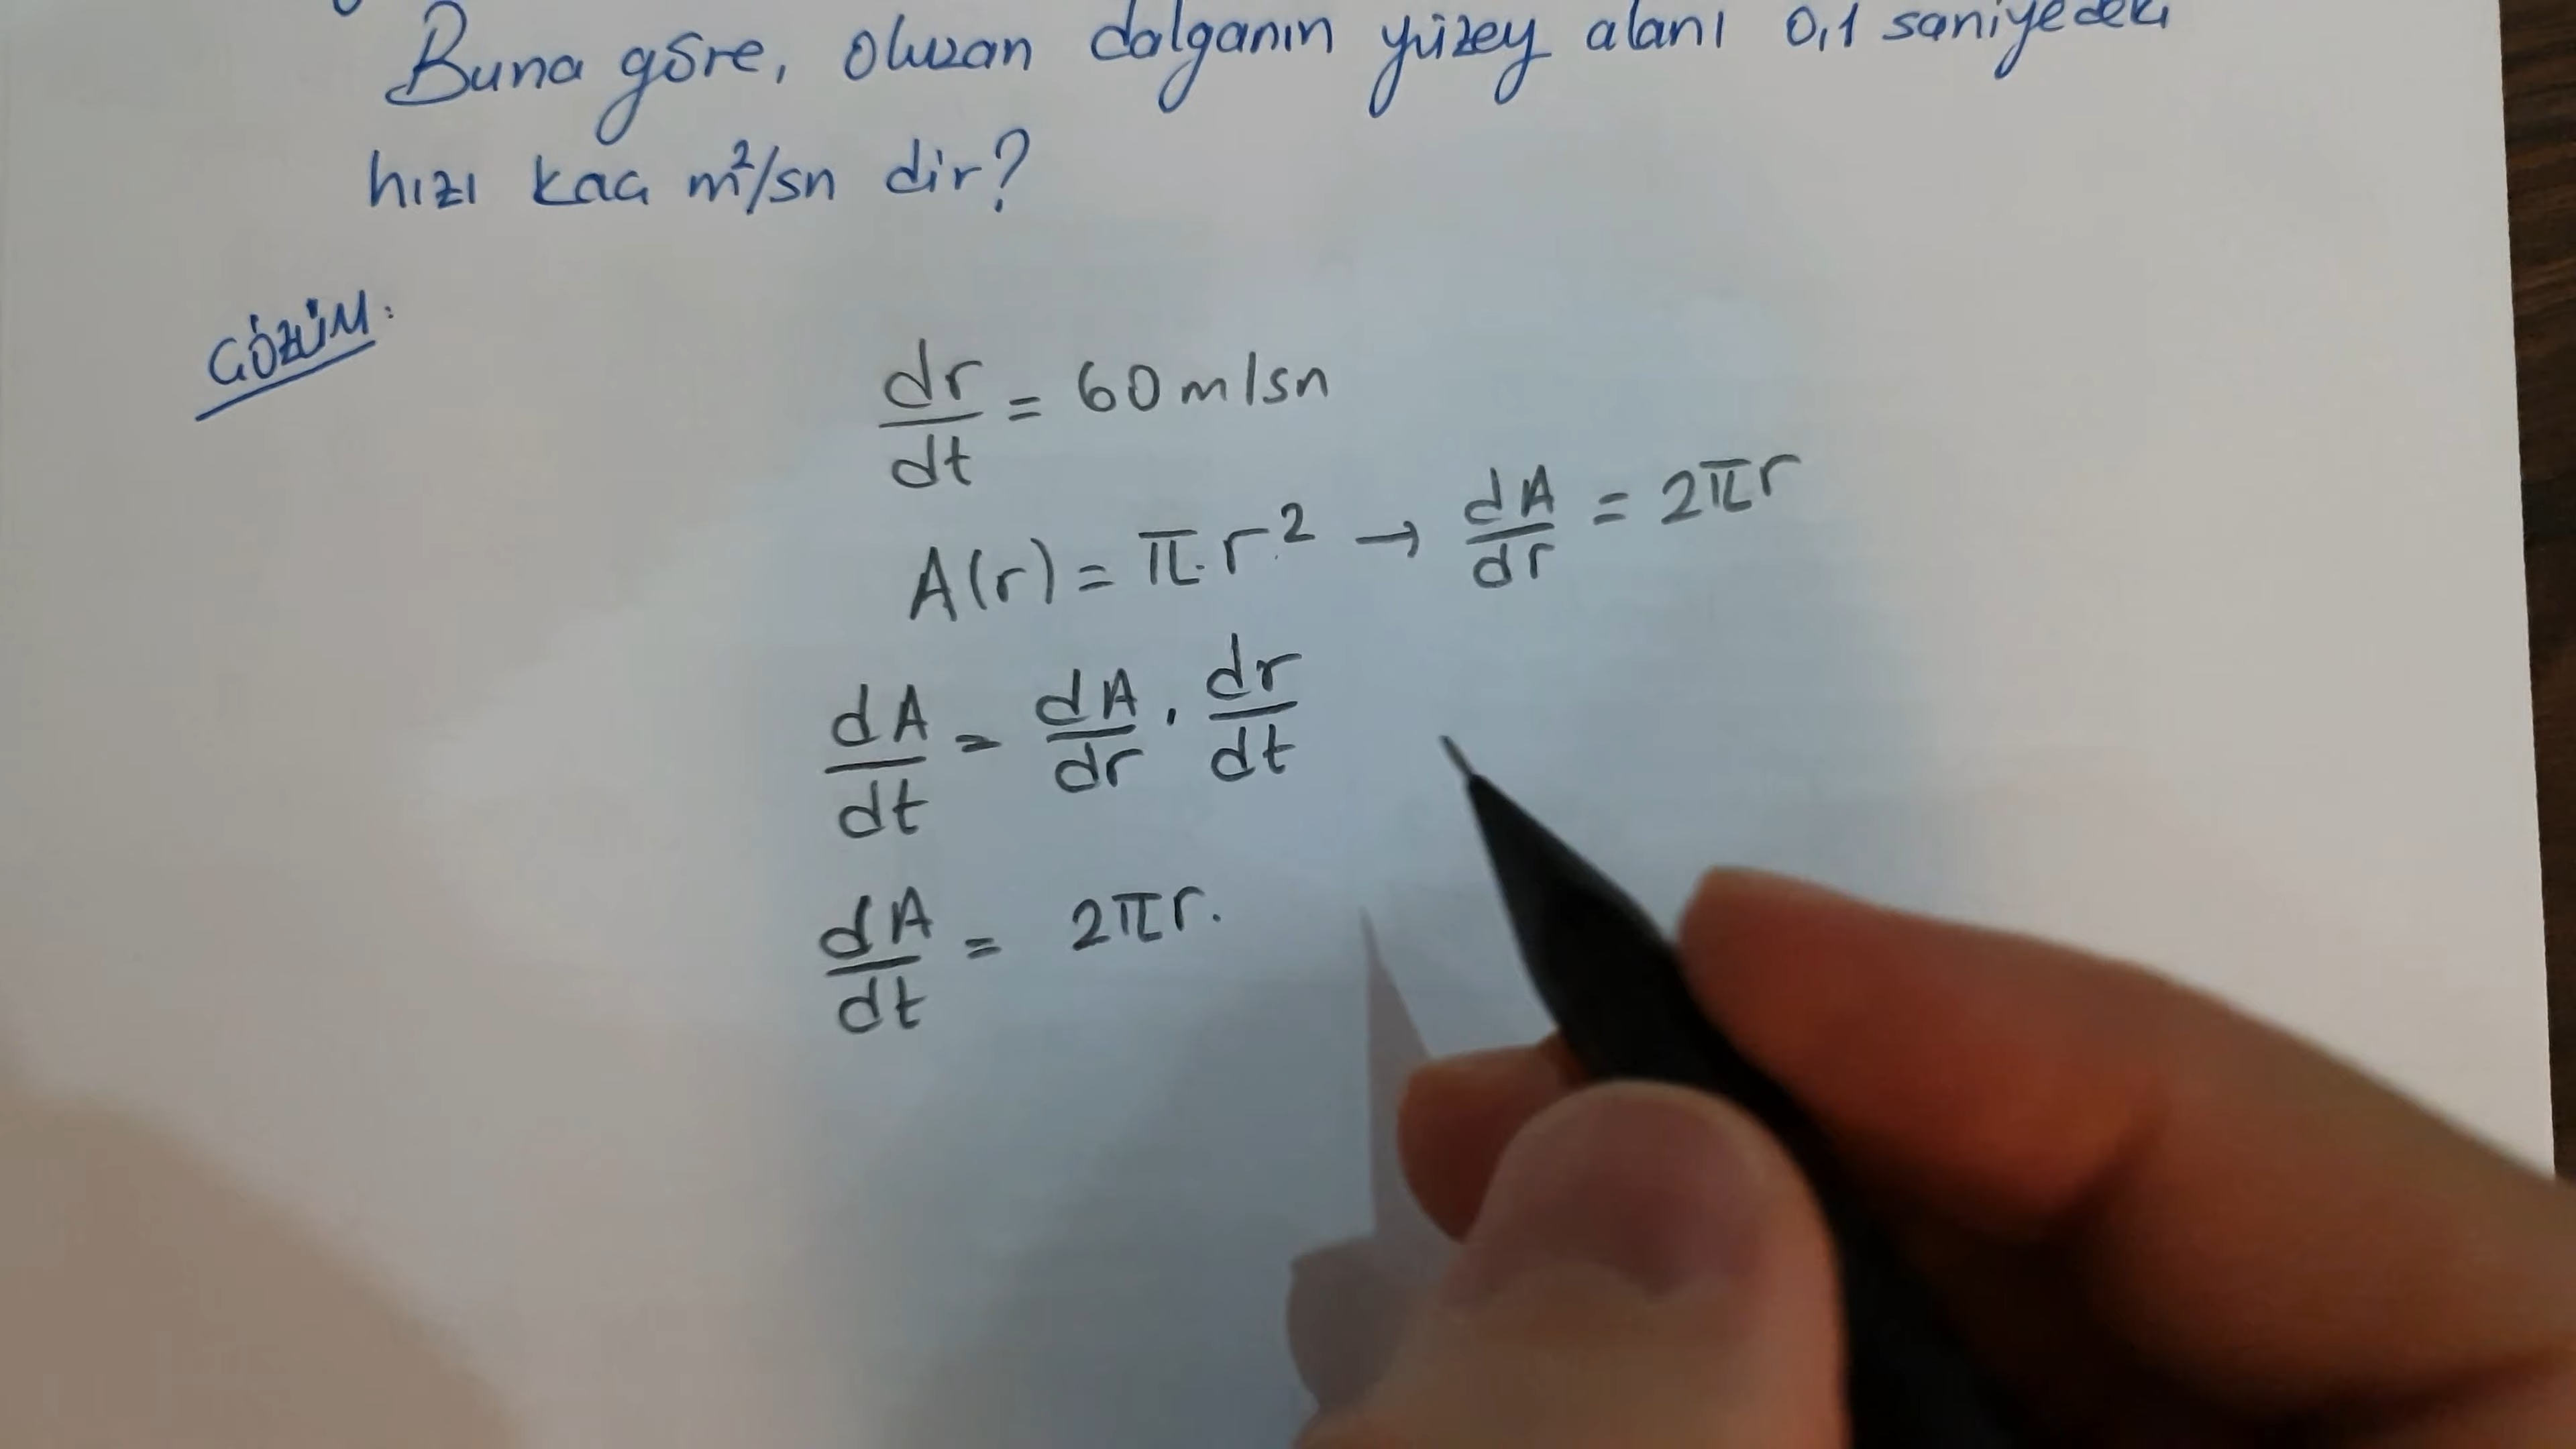 Buna göre, oluzan dalganın yüzey alanı 0,1 saniyedeki
hızı kaç m²/sn dir?
ÇÖZÜM:
dr/dt = 60 m/sn
A(r) = π.r² → dA/dr = 2πr
dA/dt = dA/dr . dr/dt
dA/dt = 2πr.